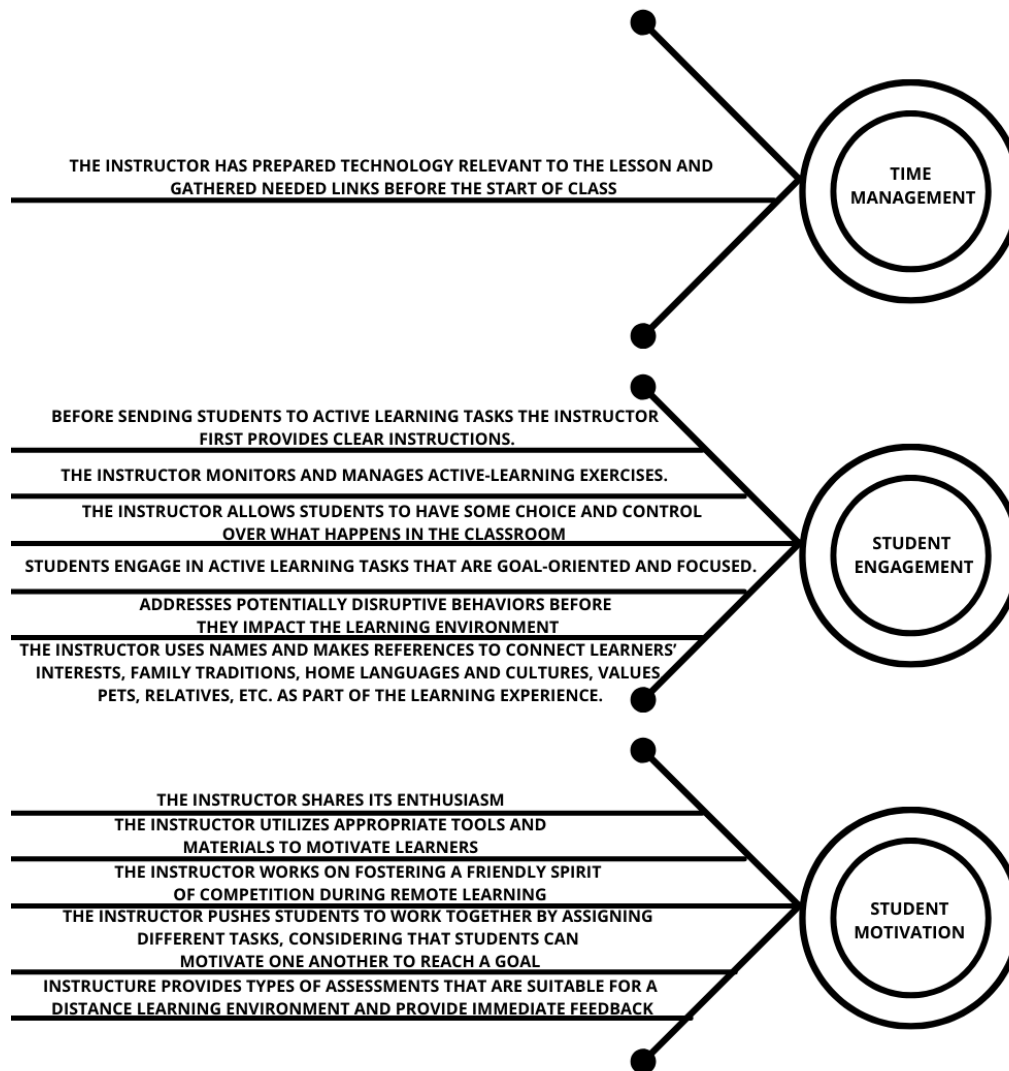 THE INSTRUCTOR HAS PREPARED TECHNOLOGY RELEVANT TO THE LESSON AND
GATHERED NEEDED LINKS BEFORE THE START OF CLASS
TIME
MANAGEMENT
BEFORE SENDING STUDENTS TO ACTIVE LEARNING TASKS THE INSTRUCTOR
FIRST PROVIDES CLEAR INSTRUCTIONS.
THE INSTRUCTOR MONITORS AND MANAGES ACTIVE-LEARNING EXERCISES.
THE INSTRUCTOR ALLOWS STUDENTS TO HAVE SOME CHOICE AND CONTROL
OVER WHAT HAPPENS IN THE CLASSROOM
STUDENTS ENGAGE IN ACTIVE LEARNING TASKS THAT ARE GOAL-ORIENTED AND FOCUSED.
ADDRESSES POTENTIALLY DISRUPTIVE BEHAVIORS BEFORE
THEY IMPACT THE LEARNING ENVIRONMENT
THE INSTRUCTOR USES NAMES AND MAKES REFERENCES TO CONNECT LEARNERS’
INTERESTS, FAMILY TRADITIONS, HOME LANGUAGES AND CULTURES, VALUES
PETS, RELATIVES, ETC. AS PART OF THE LEARNING EXPERIENCE.
STUDENT
ENGAGEMENT
THE INSTRUCTOR SHARES ITS ENTHUSIASM
THE INSTRUCTOR UTILIZES APPROPRIATE TOOLS AND
MATERIALS TO MOTIVATE LEARNERS
THE INSTRUCTOR WORKS ON FOSTERING A FRIENDLY SPIRIT
OF COMPETITION DURING REMOTE LEARNING
THE INSTRUCTOR PUSHES STUDENTS TO WORK TOGETHER BY ASSIGNING
DIFFERENT TASKS, CONSIDERING THAT STUDENTS CAN
MOTIVATE ONE ANOTHER TO REACH A GOAL
INSTRUCTURE PROVIDES TYPES OF ASSESSMENTS THAT ARE SUITABLE FOR A
DISTANCE LEARNING ENVIRONMENT AND PROVIDE IMMEDIATE FEEDBACK
STUDENT
MOTIVATION